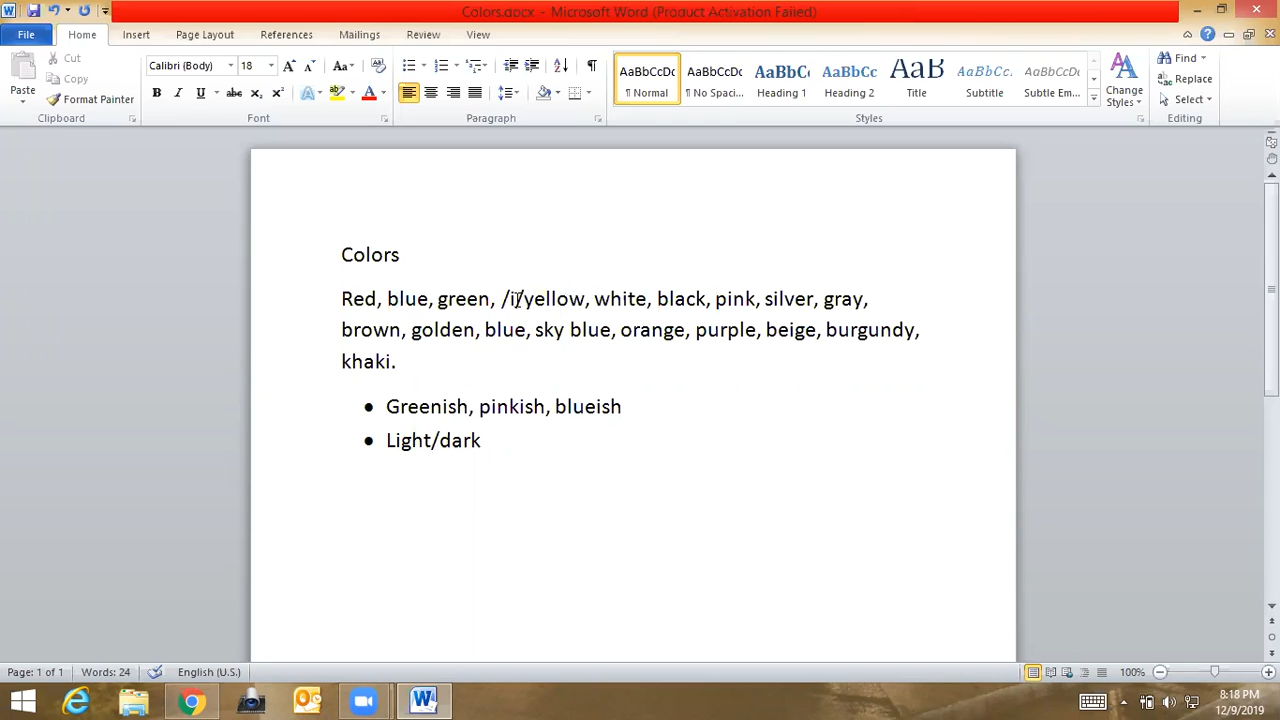 Colors.docx - Microsoft Word (Product Activation Failed)
File Home Insert Page Layout References Mailings Review View
Paste Cut Copy Format Painter Clipboard
Calibri (Body) 18 Font
Paragraph
AaBbCcDc ¶ Normal AaBbCcDc ¶ No Spaci... AaBbC Heading 1 AaBbCc Heading 2 AaB Title AaBbCc. Subtitle AaBbCcDc Subtle Em... Change Styles Styles
Find Replace Select Editing
Colors
Red, blue, green, /i/yellow, white, black, pink, silver, gray,
brown, golden, blue, sky blue, orange, purple, beige, burgundy,
khaki.
• Greenish, pinkish, blueish
• Light/dark
Page: 1 of 1 Words: 24 English (U.S.) 100%
8:18 PM
12/9/2019